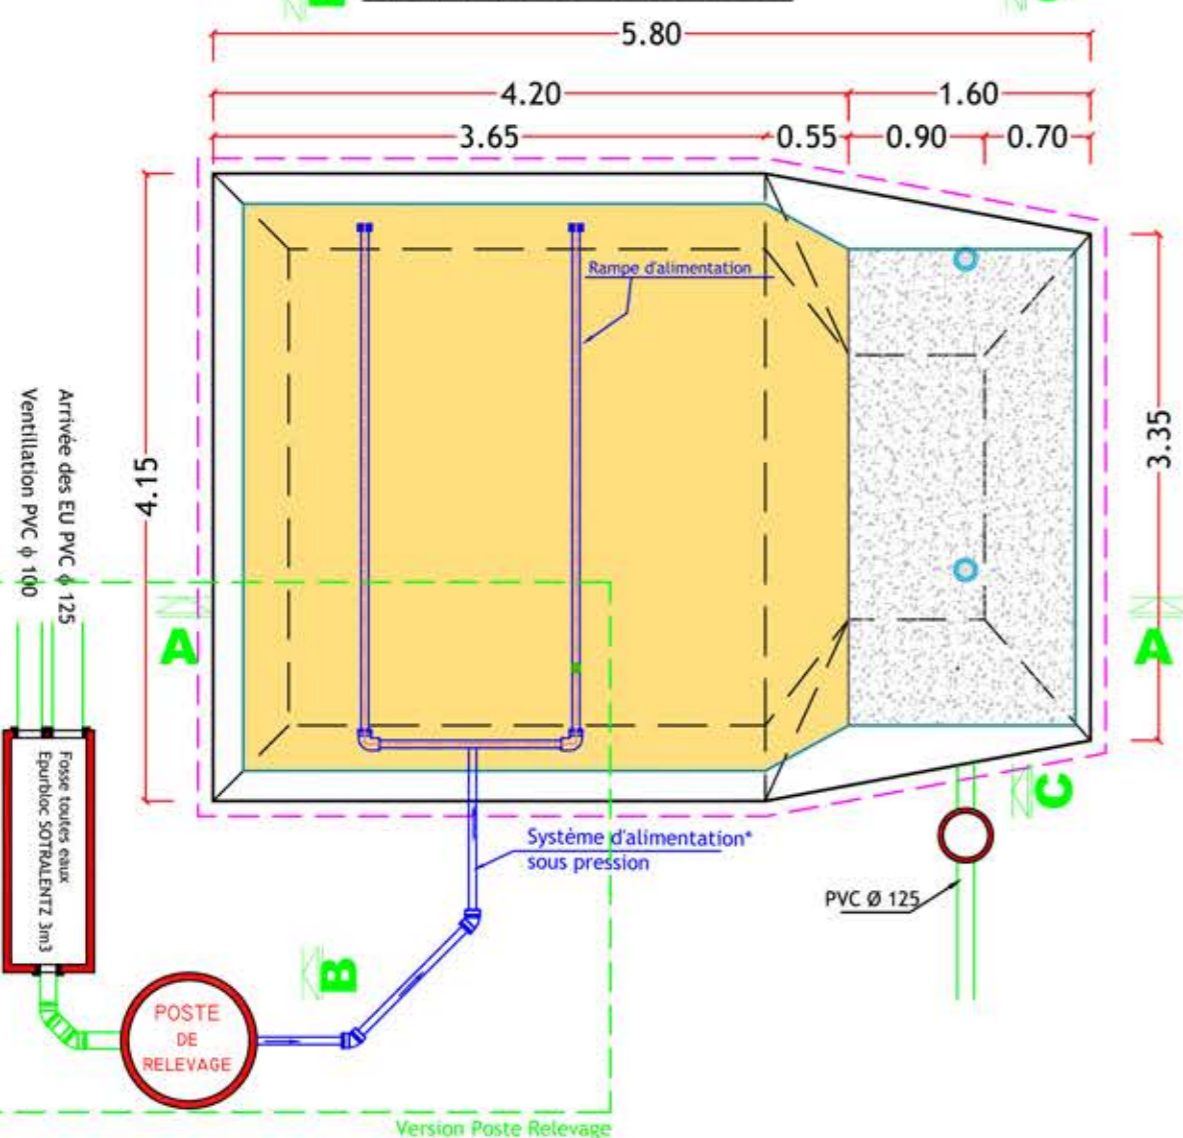 5.80
4.20
1.60
3.65
0.55
0.90
0.70
Rampe d'alimentation
4.15
3.35
Arrivée des EU PVC ϕ 125
Ventillation PVC ϕ 100
A
A
Fosse toutes eaux
Epurbloc SOTRALENTZ 3m3
C
Système d'alimentation*
sous pression
PVC Ø 125
B
POSTE
DE
RELEVAGE
Version Poste Relevage